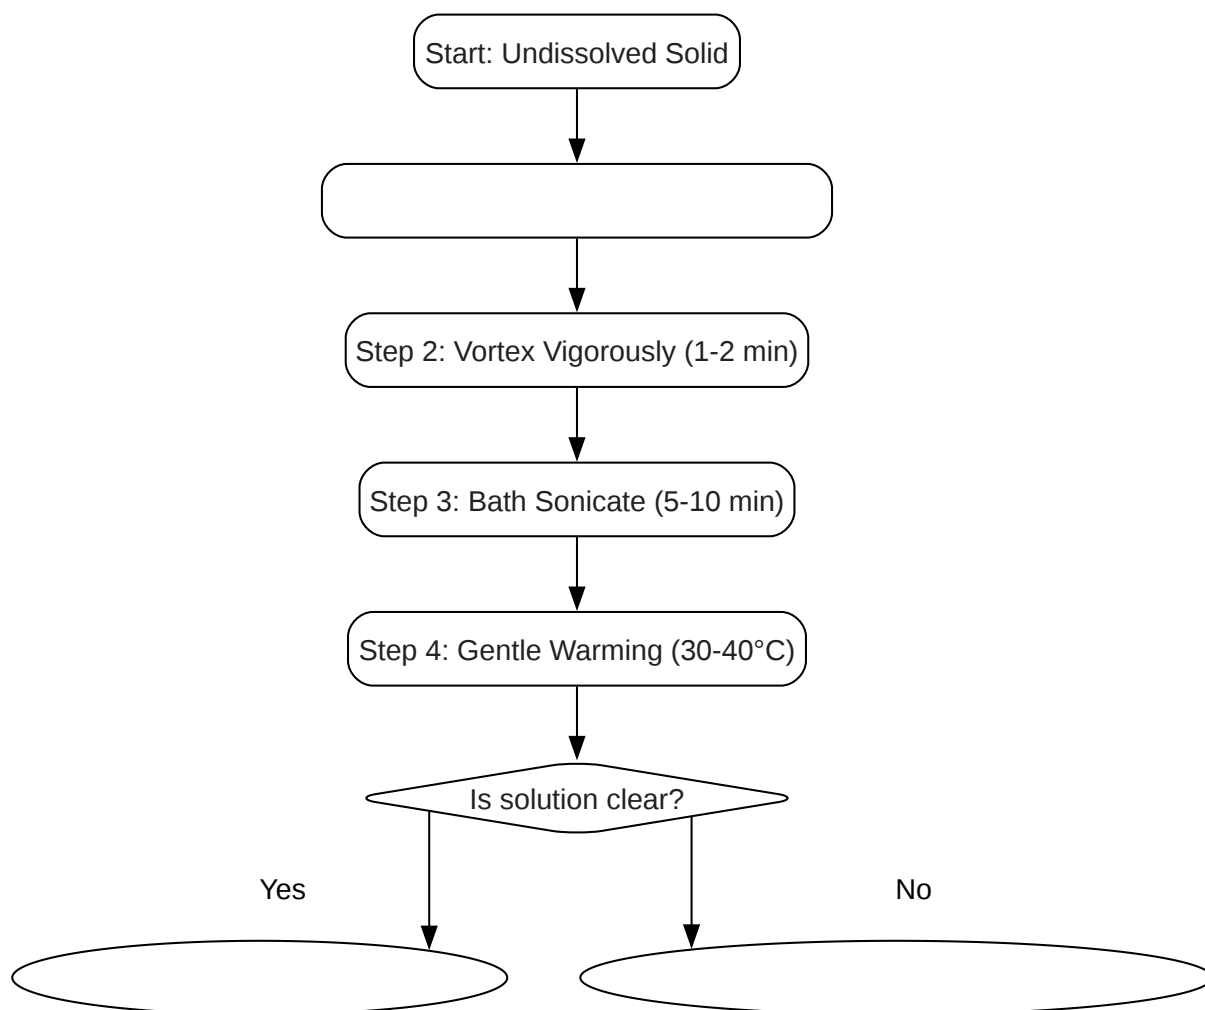 Start: Undissolved Solid
Step 2: Vortex Vigorously (1-2 min)
Step 3: Bath Sonicate (5-10 min)
Step 4: Gentle Warming (30-40°C)
Is solution clear?
Yes
No